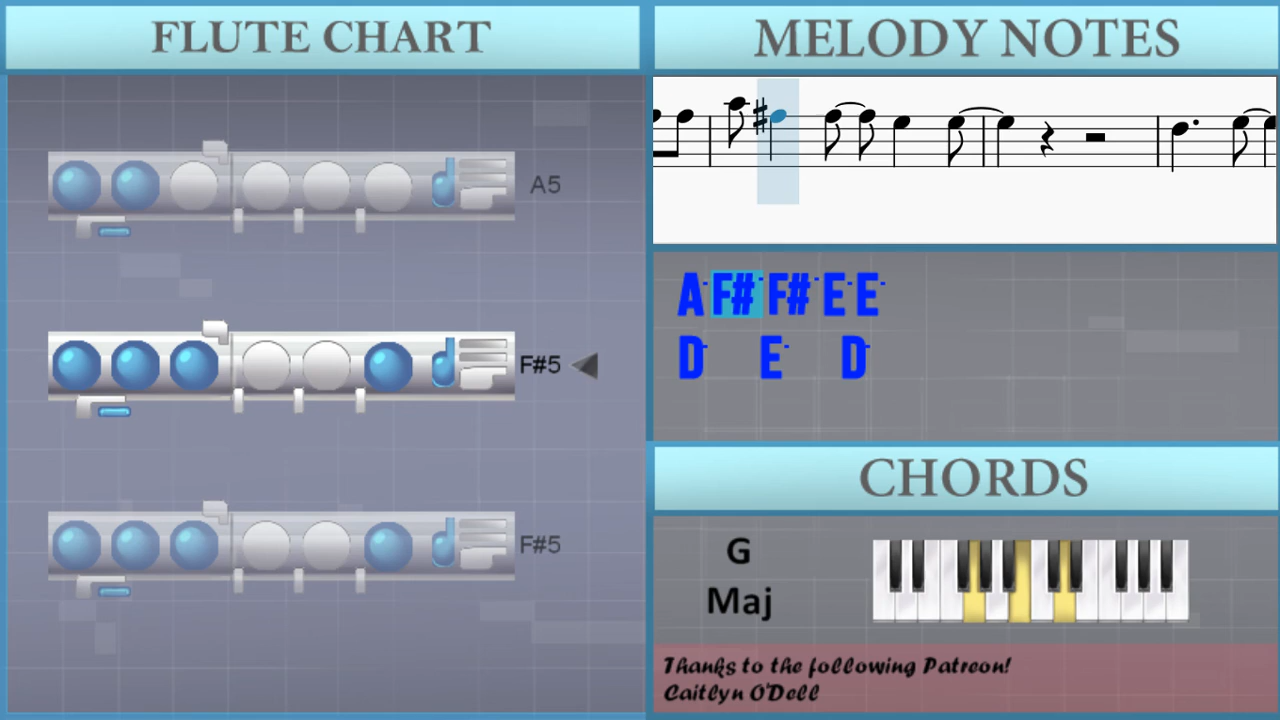 FLUTE CHART
A5
F#5
F#5
MELODY NOTES
A- F#- F#- E- E-
D- E- D-
CHORDS
G
Maj
Thanks to the following Patreon!
Caitlyn O'Dell